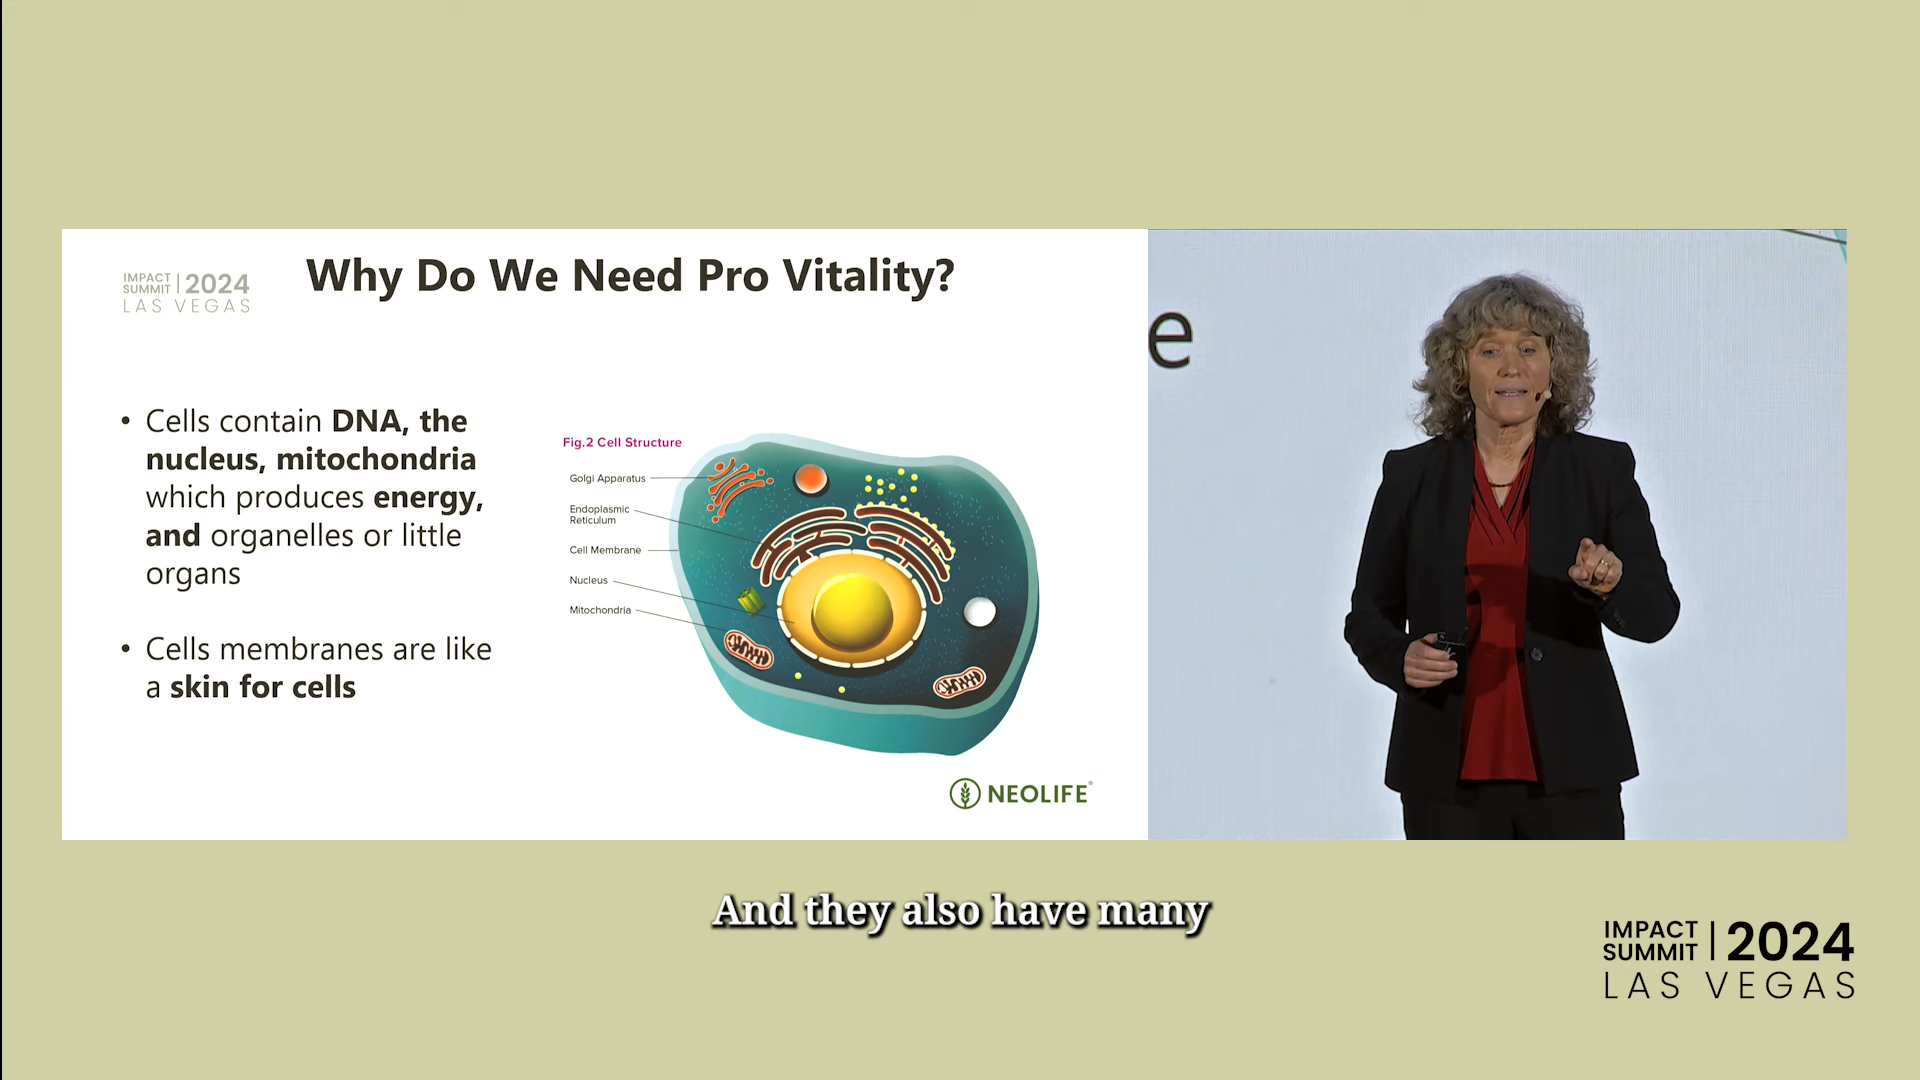 IMPACT
SUMMIT | 2024
LAS VEGAS
Why Do We Need Pro Vitality?
• Cells contain DNA, the
nucleus, mitochondria
which produces energy,
and organelles or little
organs
• Cells membranes are like
a skin for cells
Fig.2 Cell Structure
Golgi Apparatus
Endoplasmic
Reticulum
Cell Membrane
Nucleus
Mitochondria
NEOLIFE
e
And they also have many
IMPACT
SUMMIT | 2024
LAS VEGAS